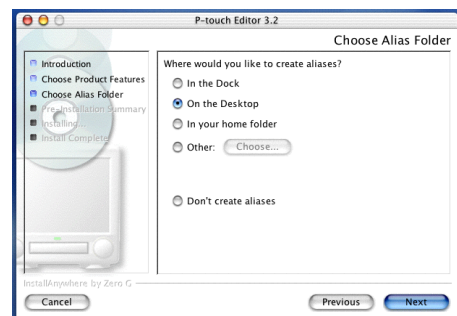 P-touch Editor 3.2
Choose Alias Folder
Introduction
Choose Product Features
Choose Alias Folder
Pre-Installation Summary
Installing...
Install Complete
Where would you like to create aliases?
In the Dock
On the Desktop
In your home folder
Other: Choose...
Don't create aliases
InstallAnywhere by Zero G
Cancel Previous Next